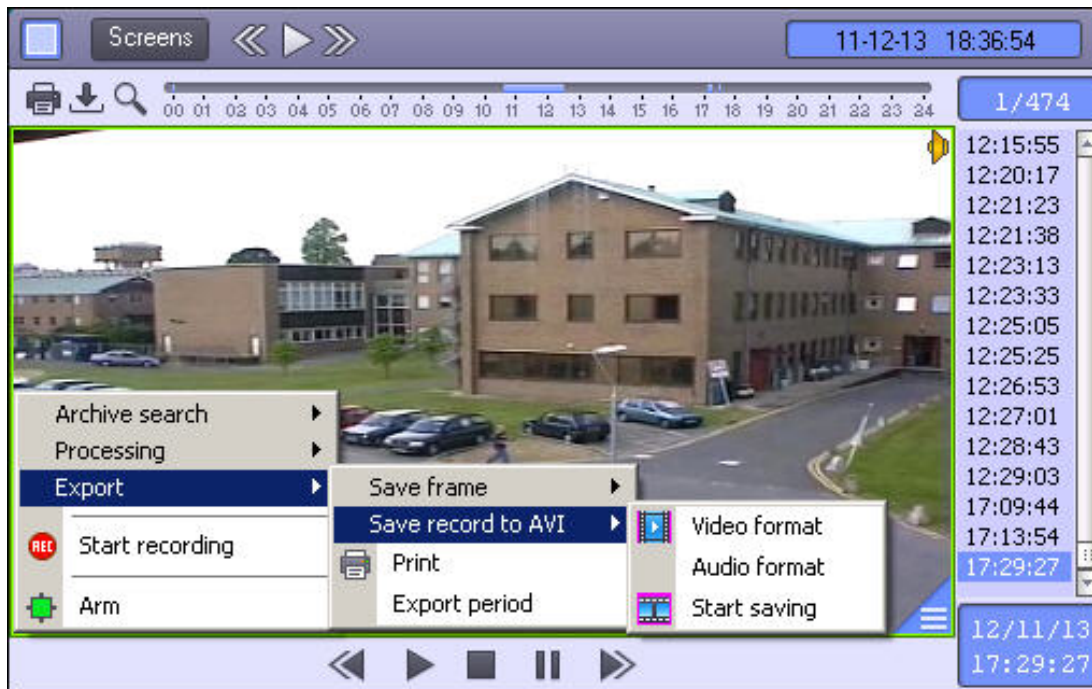 Screens
11-12-13 18:36:54
00 01 02 03 04 05 06 07 08 09 10 11 12 13 14 15 16 17 18 19 20 21 22 23 24
1/474
12:15:55
12:20:17
12:21:23
12:21:38
12:23:13
12:23:33
12:25:05
12:25:25
12:26:53
12:27:01
12:28:43
12:29:03
17:09:44
17:13:54
17:29:27
Archive search
Processing
Export
REC Start recording
Arm
Save frame
Save record to AVI
Print
Export period
Video format
Audio format
Start saving
12/11/13
17:29:27